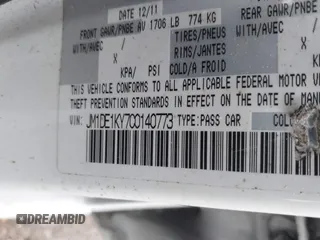 DATE 12/11
FRONT GAWR/PNBE AV 1706 LB 774 KG
REAR GAWR/PNBE
WITH/AVEC / TIRES/PNEUS WITH/AVEC
X RIMS/JANTES X
KPA/ PSI/ COLD/A FROID KPA/
THIS VEHICLE CONFORMS TO ALL APPLICABLE FEDERAL MOTOR
THEFT PREVENTION STANDARDS IN EFFECT ON THE DATE OF MANU
VIN: JM1DE1KY7C0140773 TYPE:PASS CAR
DREAMBID